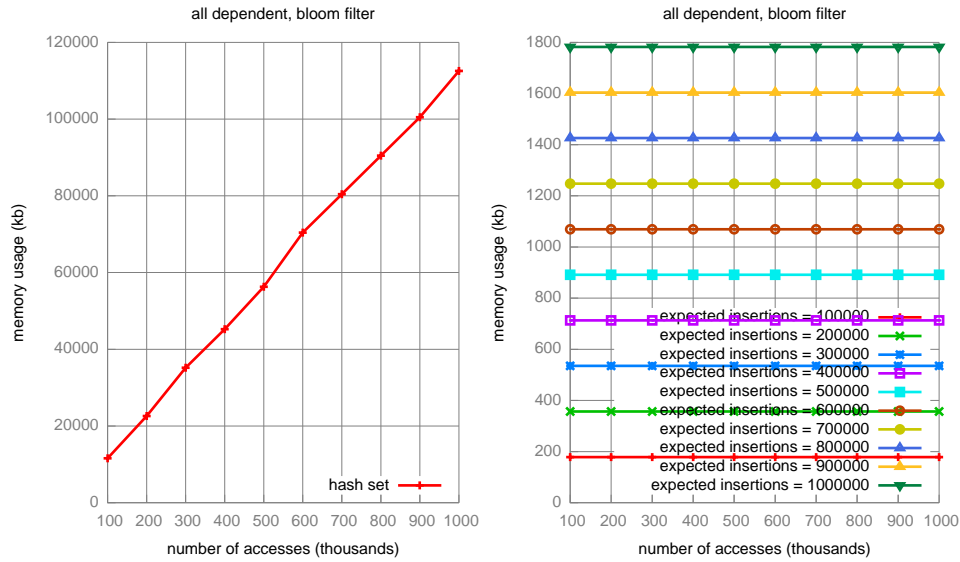 all dependent, bloom filter
120000
100000
80000
60000
40000
20000
0
memory usage (kb)
hash set
100 200 300 400 500 600 700 800 900 1000
number of accesses (thousands)
all dependent, bloom filter
1800
1600
1400
1200
1000
800
600
400
200
0
memory usage (kb)
expected insertions = 100000
expected insertions = 200000
expected insertions = 300000
expected insertions = 400000
expected insertions = 500000
expected insertions = 600000
expected insertions = 700000
expected insertions = 800000
expected insertions = 900000
expected insertions = 1000000
100 200 300 400 500 600 700 800 900 1000
number of accesses (thousands)